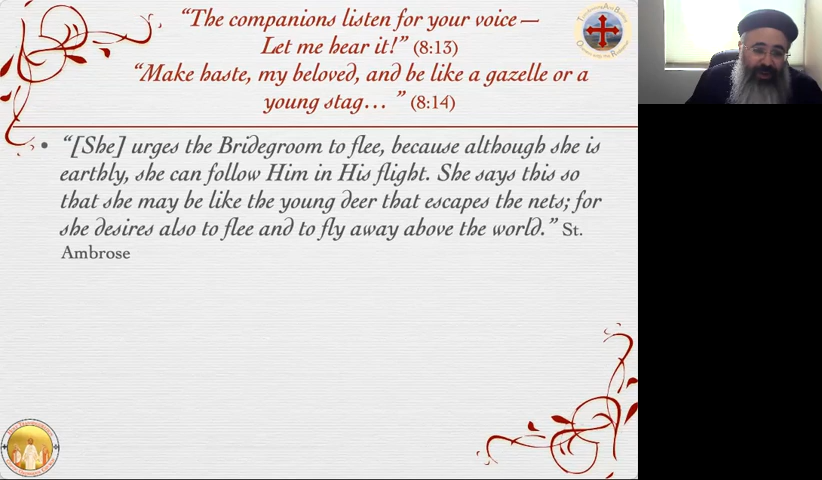 “The companions listen for your voice—
Let me hear it!” (8:13)
“Make haste, my beloved, and be like a gazelle or a
young stag… ” (8:14)
• “[She] urges the Bridegroom to flee, because although she is
earthly, she can follow Him in His flight. She says this so
that she may be like the young deer that escapes the nets; for
she desires also to flee and to fly away above the world.” St.
Ambrose